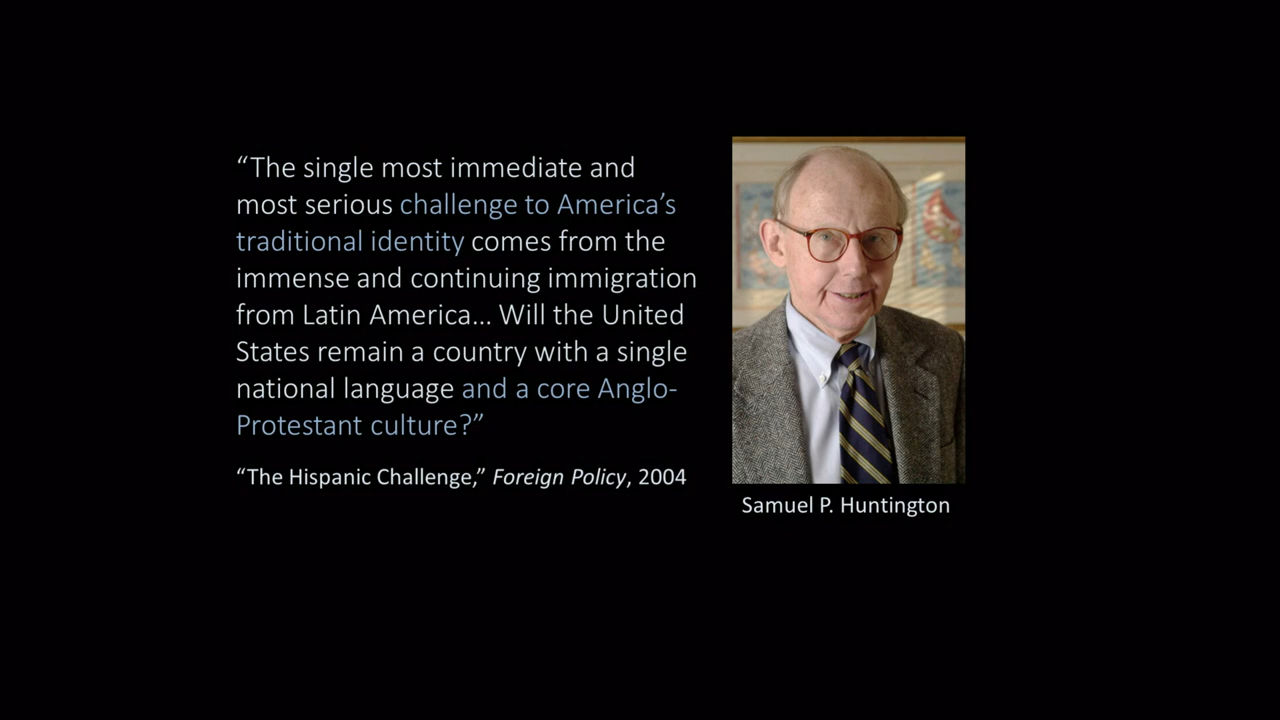 “The single most immediate and
most serious challenge to America’s
traditional identity comes from the
immense and continuing immigration
from Latin America... Will the United
States remain a country with a single
national language and a core Anglo-
Protestant culture?”
“The Hispanic Challenge,” Foreign Policy, 2004
Samuel P. Huntington